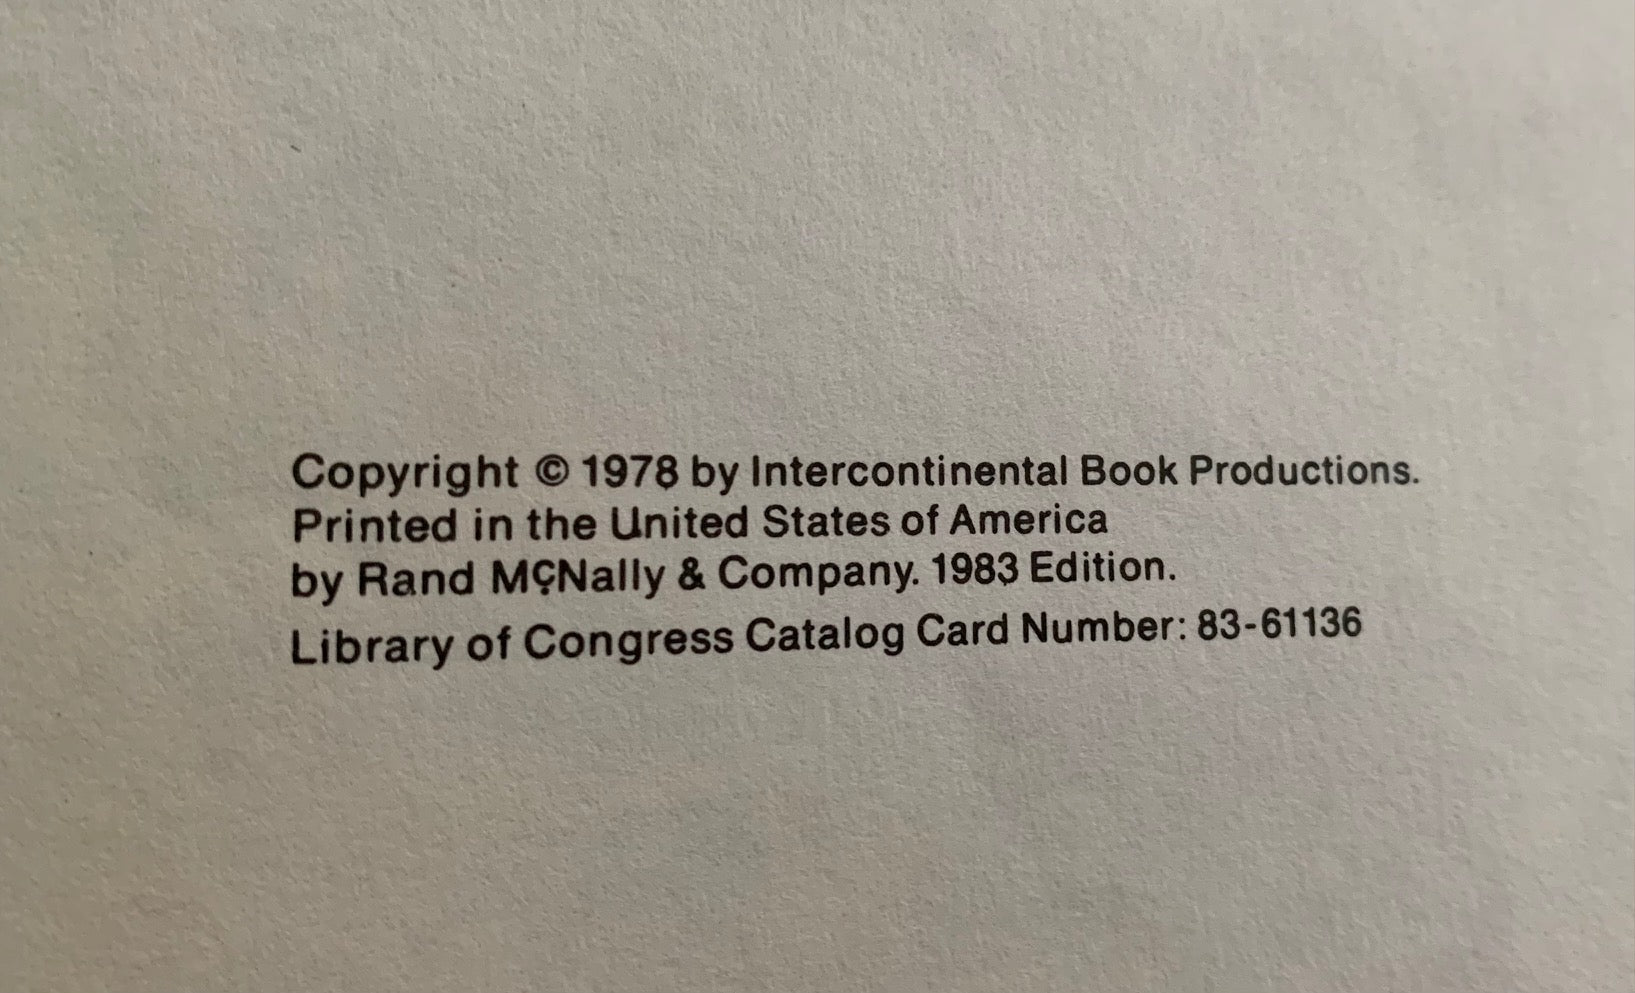 Copyright © 1978 by Intercontinental Book Productions.
Printed in the United States of America
by Rand McNally & Company. 1983 Edition.
Library of Congress Catalog Card Number: 83-61136